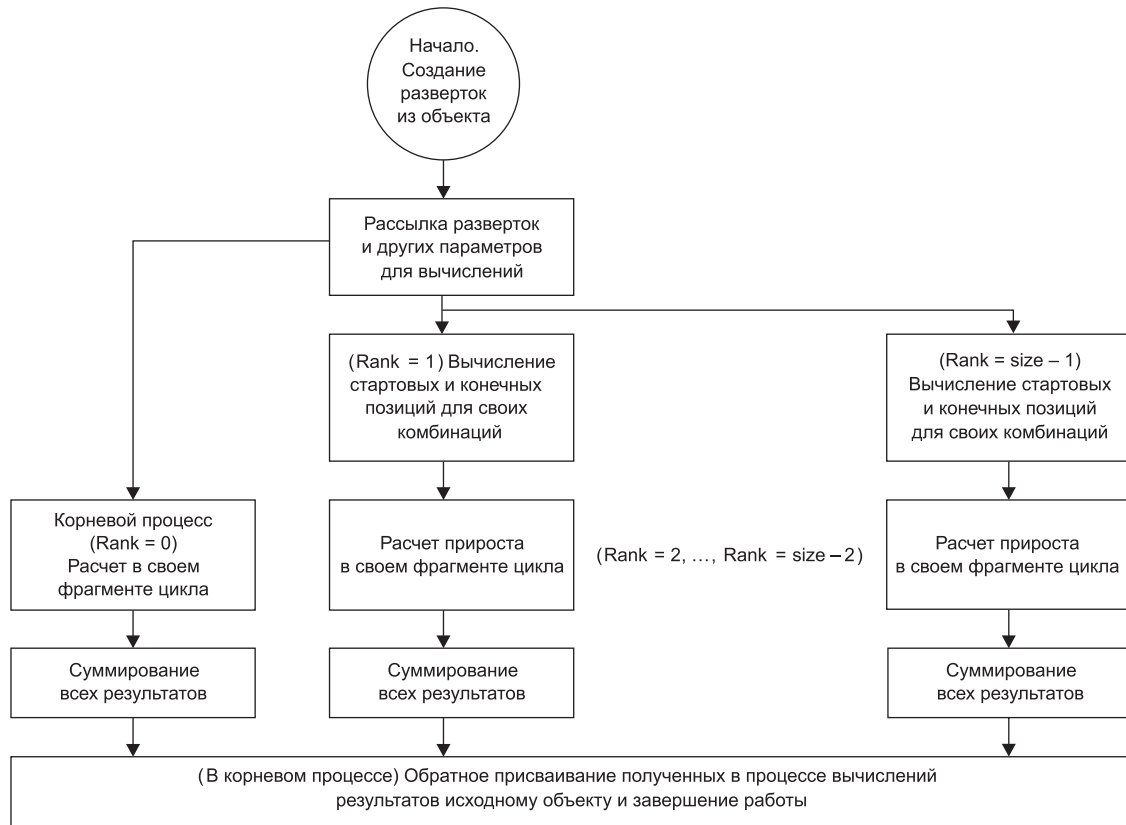 Начало.
Создание
разверток
из объекта
Рассылка разверток
и других параметров
для вычислений
(Rank = 1) Вычисление
стартовых и конечных
позиций для своих
комбинаций
(Rank = size – 1)
Вычисление стартовых
и конечных позиций
для своих комбинаций
Корневой процесс
(Rank = 0)
Расчет в своем
фрагменте цикла
Расчет прироста
в своем фрагменте цикла
(Rank = 2, …, Rank = size – 2)
Расчет прироста
в своем фрагменте цикла
Суммирование
всех результатов
Суммирование
всех результатов
Суммирование
всех результатов
(В корневом процессе) Обратное присваивание полученных в процессе вычислений
результатов исходному объекту и завершение работы